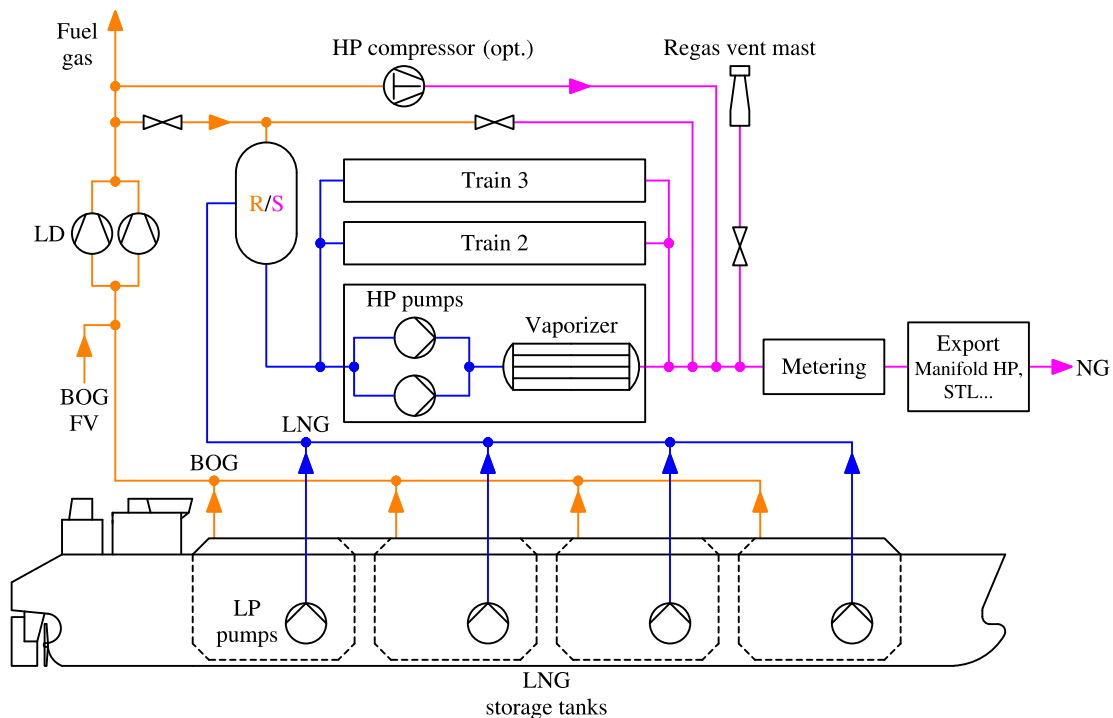 Fuel
gas
HP compressor (opt.)
Regas vent mast
Train 3
R/S
LD
Train 2
HP pumps
Vaporizer
Export
Manifold HP,
STL...
Metering
NG
BOG
FV
LNG
BOG
LP
pumps
LNG
storage tanks